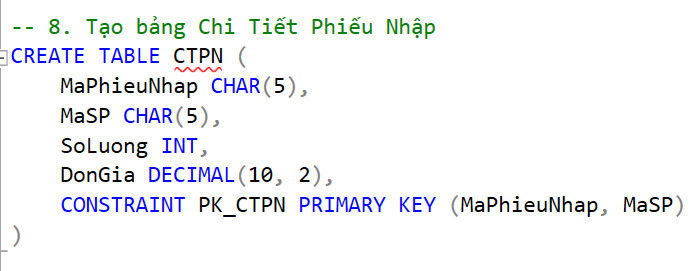 -- 8. Tạo bảng Chi Tiết Phiếu Nhập
CREATE TABLE CTPN (
    MaPhieuNhap CHAR(5),
    MaSP CHAR(5),
    SoLuong INT,
    DonGia DECIMAL(10, 2),
    CONSTRAINT PK_CTPN PRIMARY KEY (MaPhieuNhap, MaSP)
)